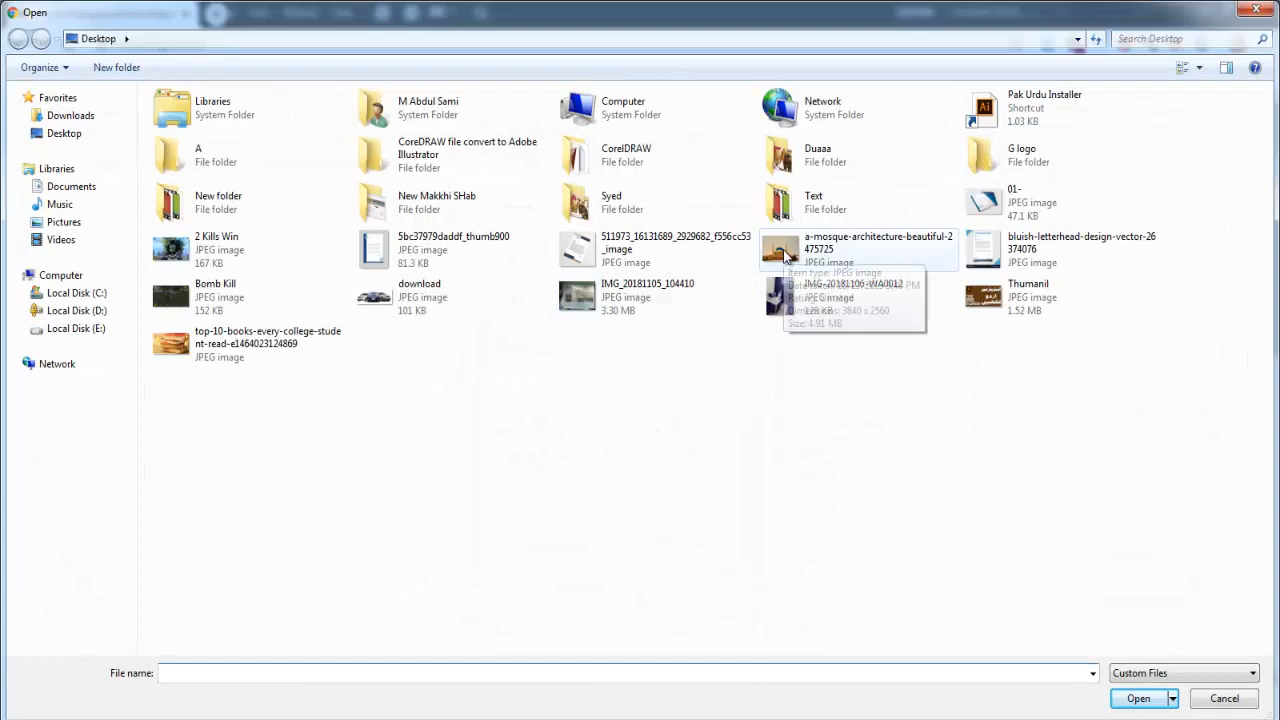 Open
Desktop
Search Desktop
Organize
New folder
Favorites
Downloads
Desktop
Libraries
Documents
Music
Pictures
Videos
Computer
Local Disk (C:)
Local Disk (D:)
Local Disk (E:)
Network
Libraries
System Folder
M Abdul Sami
System Folder
Computer
System Folder
Network
System Folder
Pak Urdu Installer
Shortcut
1.03 KB
A
File folder
CoreDRAW file convert to Adobe
Illustrator
File folder
CorelDRAW
File folder
Duaaa
File folder
G logo
File folder
New folder
File folder
New Makkhi SHab
File folder
Syed
File folder
Text
File folder
01-
JPEG image
47.1 KB
2 Kills Win
JPEG image
167 KB
5bc37979daddf_thumb900
JPEG image
81.3 KB
511973_16131689_2929682_f556cc53
_image
JPEG image
a-mosque-architecture-beautiful-2
475725
JPEG image
bluish-letterhead-design-vector-26
374076
JPEG image
Bomb Kill
JPEG image
152 KB
download
JPEG image
101 KB
IMG_20181105_104410
JPEG image
3.30 MB
IMG-20181106-WA0012
JPEG image
128 KB
Item type: JPEG image
3840 x 2560
Size: 4.91 MB
Thumanil
JPEG image
1.52 MB
top-10-books-every-college-stude
nt-read-e1464023124869
JPEG image
File name:
Custom Files
Open
Cancel